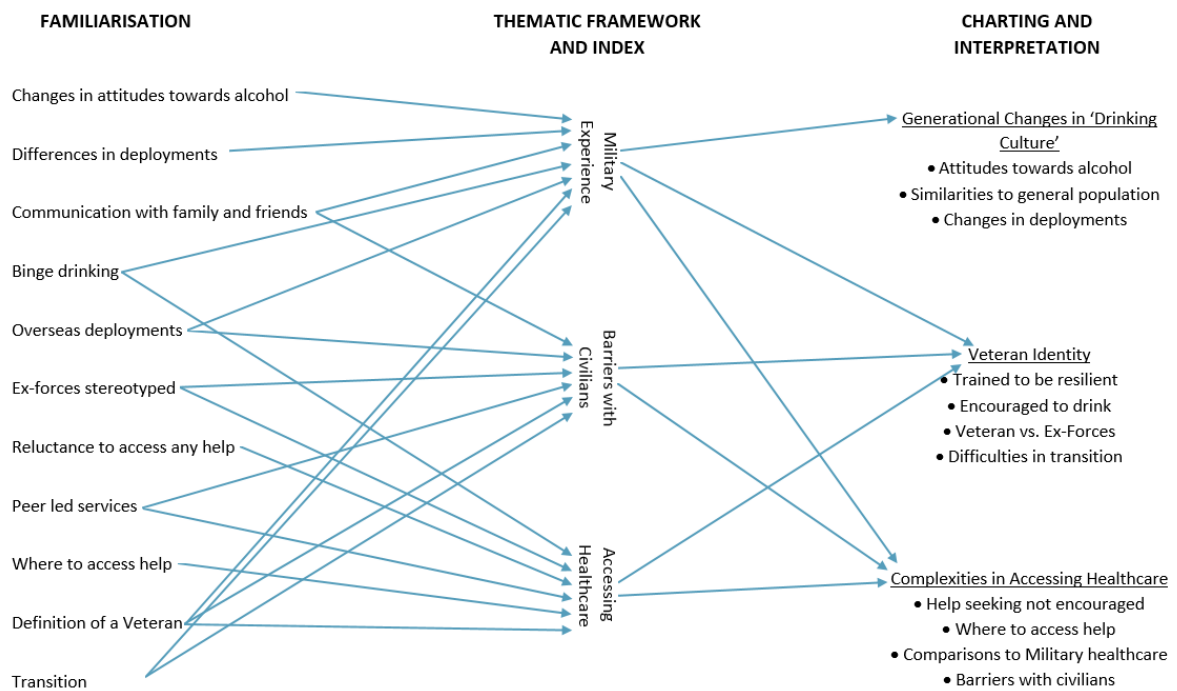 FAMILIARISATION
THEMATIC FRAMEWORK
AND INDEX
CHARTING AND
INTERPRETATION
Changes in attitudes towards alcohol
Differences in deployments
Communication with family and friends
Binge drinking
Overseas deployments
Ex-forces stereotyped
Reluctance to access any help
Peer led services
Where to access help
Definition of a Veteran
Transition
Military
Experience
Barriers with
Civilians
Accessing
Healthcare
Generational Changes in ‘Drinking
Culture’
• Attitudes towards alcohol
• Similarities to general population
• Changes in deployments
Veteran Identity
• Trained to be resilient
• Encouraged to drink
• Veteran vs. Ex-Forces
• Difficulties in transition
Complexities in Accessing Healthcare
• Help seeking not encouraged
• Where to access help
• Comparisons to Military healthcare
• Barriers with civilians